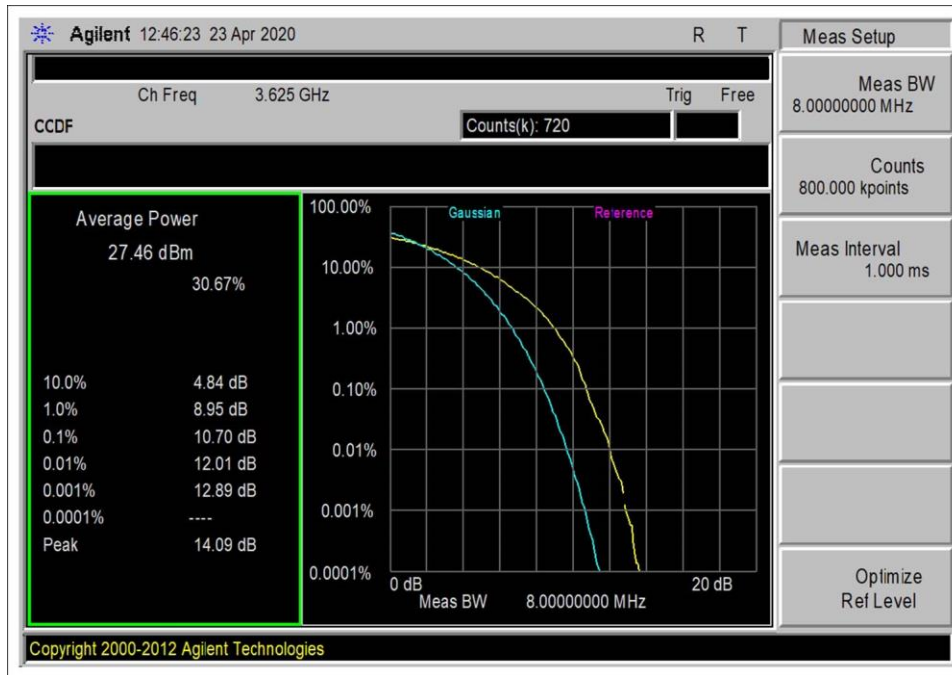 Agilent 12:46:23 23 Apr 2020 R T
Ch Freq 3.625 GHz Trig Free
CCDF Counts(k): 720
Average Power
27.46 dBm
30.67%
10.0% 4.84 dB
1.0% 8.95 dB
0.1% 10.70 dB
0.01% 12.01 dB
0.001% 12.89 dB
0.0001% ----
Peak 14.09 dB
100.00%
10.00%
1.00%
0.10%
0.01%
0.001%
0.0001%
Gaussian Reference
0 dB 20 dB
Meas BW 8.00000000 MHz
Meas Setup
Meas BW
8.00000000 MHz
Counts
800.000 kpoints
Meas Interval
1.000 ms
Optimize
Ref Level
Copyright 2000-2012 Agilent Technologies